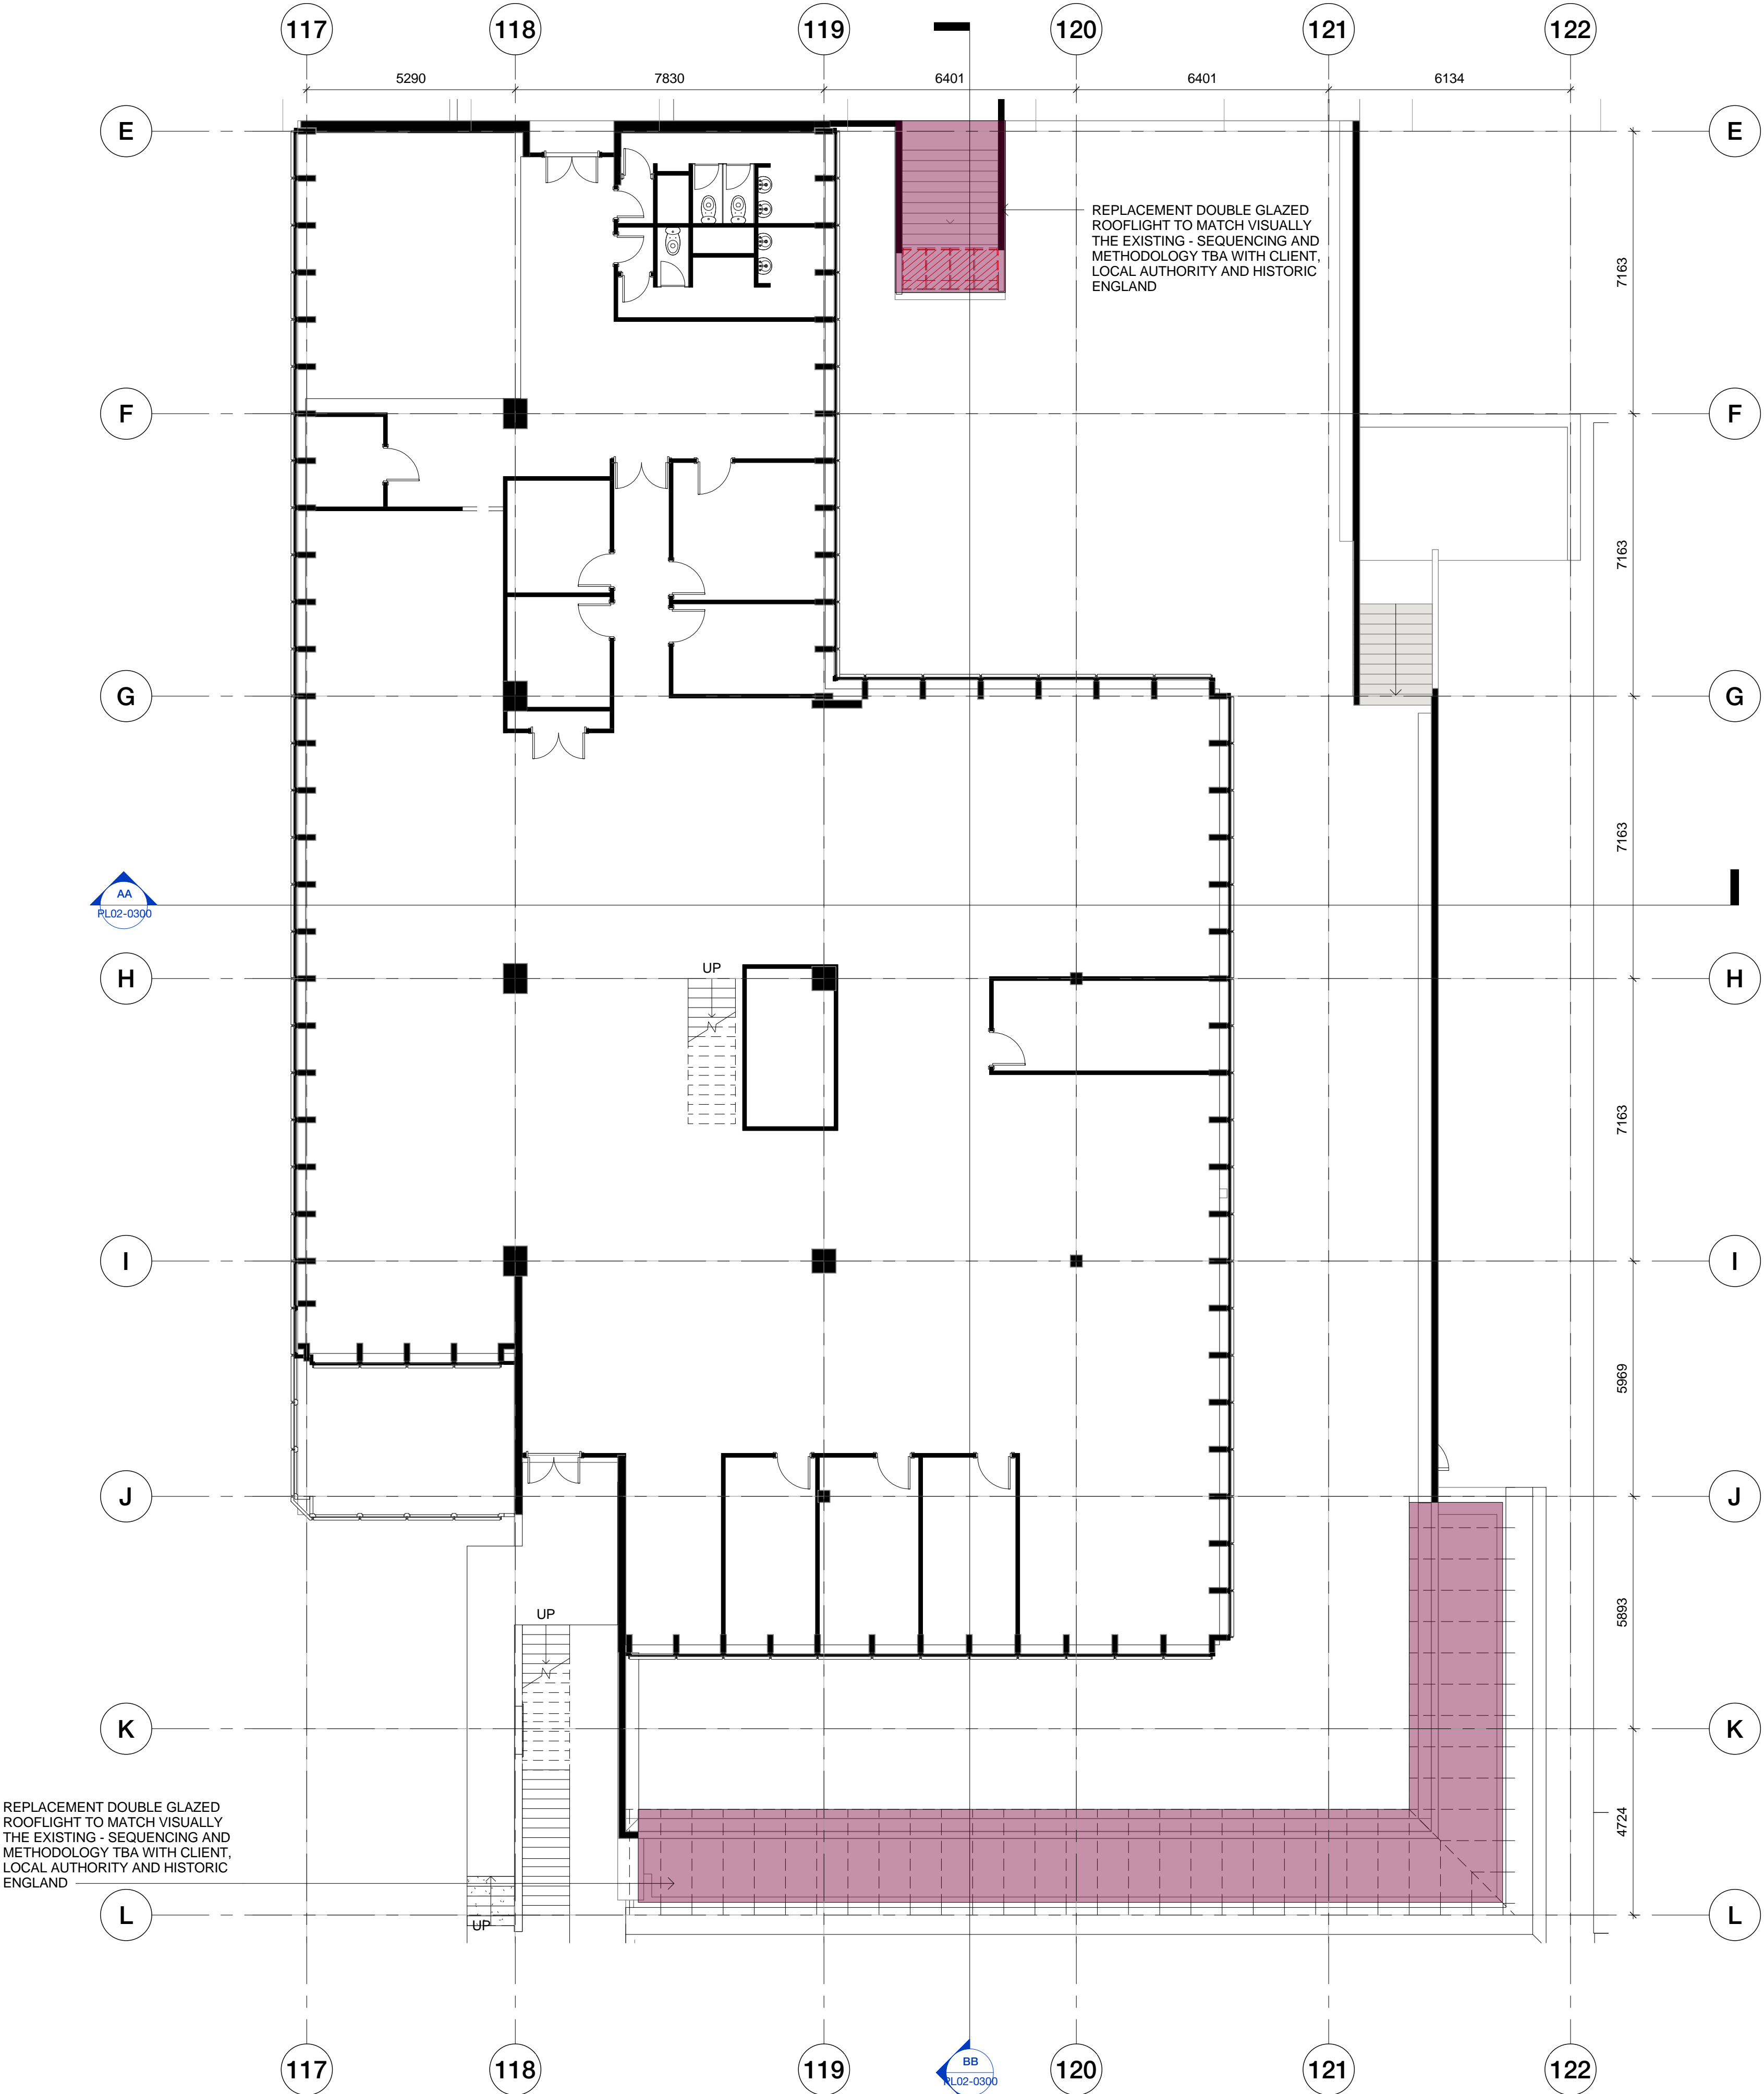 117 118 119 120 121 122
5290 7830 6401 6401 6134
E E
REPLACEMENT DOUBLE GLAZED
ROOFLIGHT TO MATCH VISUALLY
THE EXISTING - SEQUENCING AND
METHODOLOGY TBA WITH CLIENT,
LOCAL AUTHORITY AND HISTORIC
ENGLAND
7163
F F
7163
G G
7163
AA
PL02-0300
H UP H
7163
I I
5969
J J
UP
5893
K K
REPLACEMENT DOUBLE GLAZED
ROOFLIGHT TO MATCH VISUALLY
THE EXISTING - SEQUENCING AND
METHODOLOGY TBA WITH CLIENT,
LOCAL AUTHORITY AND HISTORIC
ENGLAND
4724
L UP L
117 118 119 120 121 122
BB
PL02-0300